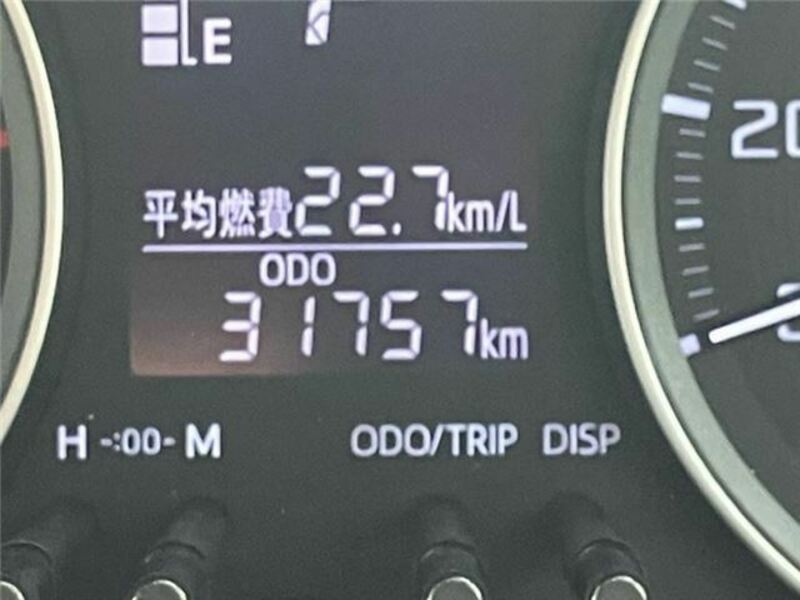 E
平均燃費22.7km/L
ODO
31757km
20
H -:00- M
ODO/TRIP DISP